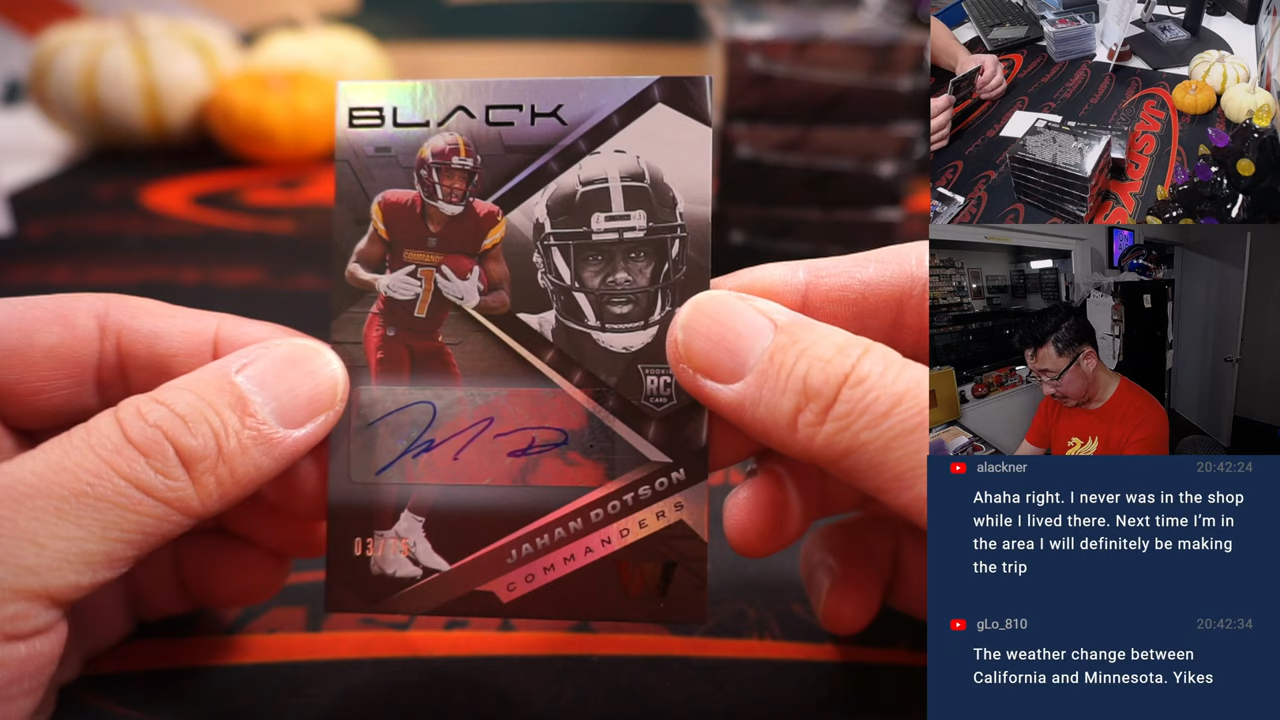 BLACK
COMMANDERS
1
ROOKIE
RC
CARD
JAHAN DOTSON
COMMANDERS
JASPY'S
alackner 20:42:24
Ahaha right. I never was in the shop
while I lived there. Next time I'm in
the area I will definitely be making
the trip
gLo_810 20:42:34
The weather change between
California and Minnesota. Yikes